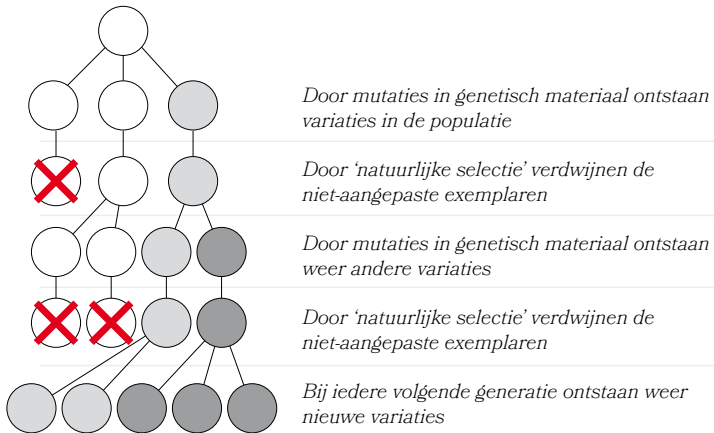 Door mutaties in genetisch materiaal ontstaan
variaties in de populatie
Door ‘natuurlijke selectie’ verdwijnen de
niet-aangepaste exemplaren
Door mutaties in genetisch materiaal ontstaan
weer andere variaties
Door ‘natuurlijke selectie’ verdwijnen de
niet-aangepaste exemplaren
Bij iedere volgende generatie ontstaan weer
nieuwe variaties